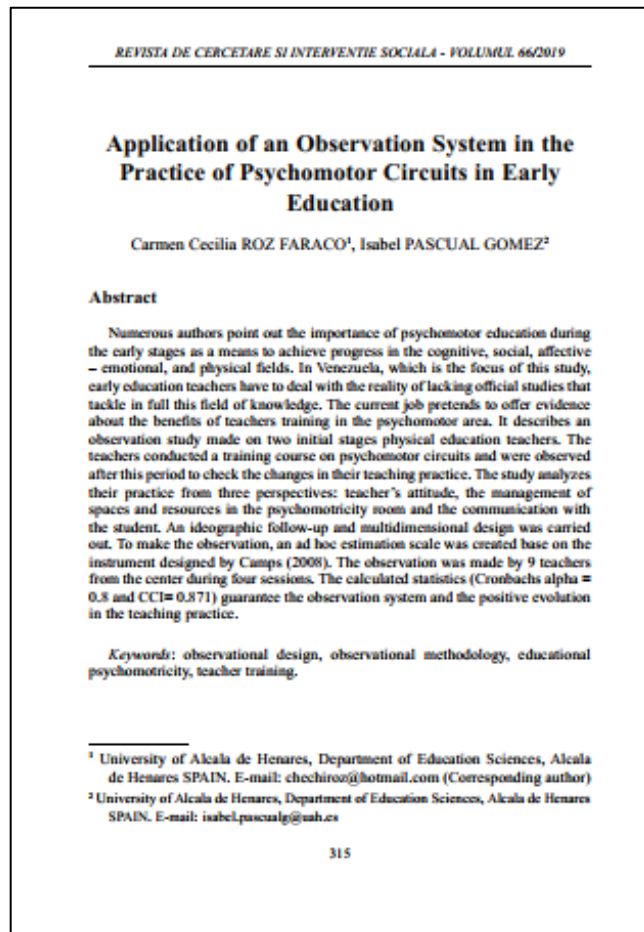 REVISTA DE CERCETARE SI INTERVENTIE SOCIALA - VOLUMUL 66/2019
Application of an Observation System in the
Practice of Psychomotor Circuits in Early
Education
Carmen Cecilia ROZ FARACO¹, Isabel PASCUAL GOMEZ²
Abstract
Numerous authors point out the importance of psychomotor education during
the early stages as a means to achieve progress in the cognitive, social, affective
– emotional, and physical fields. In Venezuela, which is the focus of this study,
early education teachers have to deal with the reality of lacking official studies that
tackle in full this field of knowledge. The current job pretends to offer evidence
about the benefits of teachers training in the psychomotor area. It describes an
observation study made on two initial stages physical education teachers. The
teachers conducted a training course on psychomotor circuits and were observed
after this period to check the changes in their teaching practice. The study analyzes
their practice from three perspectives: teacher's attitude, the management of
spaces and resources in the psychomotricity room and the communication with
the student. An ideographic follow-up and multidimensional design was carried
out. To make the observation, an ad hoc estimation scale was created base on the
instrument designed by Camps (2008). The observation was made by 9 teachers
from the center during four sessions. The calculated statistics (Cronbachs alpha =
0.8 and CCI= 0.871) guarantee the observation system and the positive evolution
in the teaching practice.
Keywords: observational design, observational methodology, educational
psychomotricity, teacher training.
¹ University of Alcala de Henares, Department of Education Sciences, Alcala
de Henares SPAIN. E-mail: chechiroz@hotmail.com (Corresponding author)
² University of Alcala de Henares, Department of Education Sciences, Alcala de Henares
SPAIN. E-mail: isabel.pascualg@uah.es
315